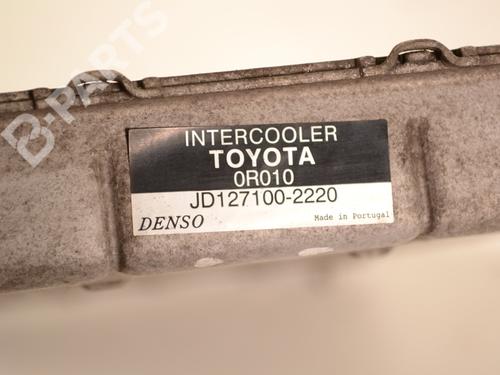 B-PARTS
INTERCOOLER
TOYOTA
0R010
JD127100-2220
DENSO Made in Portugal